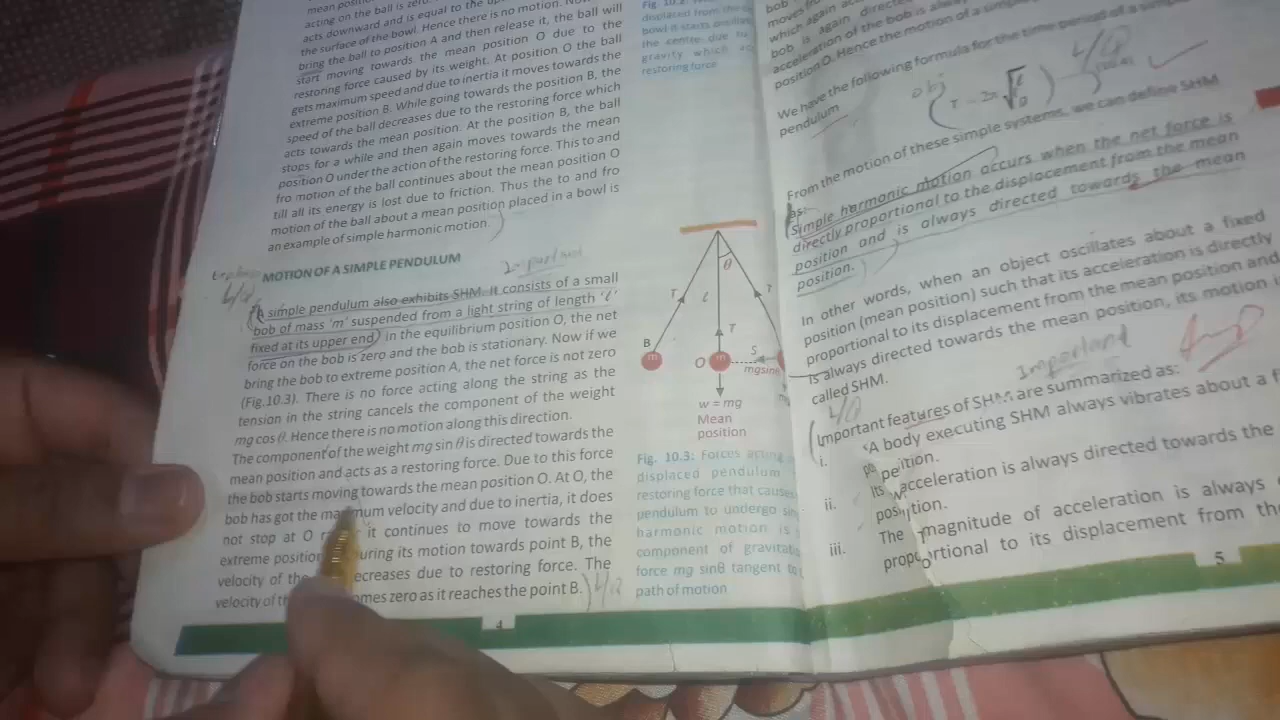 acting on the ball is zero.
acts downward and is equal to the
the surface of the bowl. Hence there is no motion.
bring the ball to position A and then release it, the ball will
start moving towards the mean position O due to the
restoring force caused by its weight. At position O the ball
gets maximum speed and due to inertia it moves towards the
extreme position B. While going towards the position B, the
speed of the ball decreases due to the restoring force which
acts towards the mean position. At the position B, the ball
stops for a while and then again moves towards the mean
position O under the action of the restoring force. This to and
fro motion of the ball continues about the mean position O
till all its energy is lost due to friction. Thus the to and fro
motion of the ball about a mean position placed in a bowl is
an example of simple harmonic motion.
MOTION OF A SIMPLE PENDULUM
A simple pendulum also exhibits SHM. It consists of a small
bob of mass 'm' suspended from a light string of length 'ℓ'
fixed at its upper end. In the equilibrium position O, the net
force on the bob is zero and the bob is stationary. Now if we
bring the bob to extreme position A, the net force is not zero
(Fig.10.3). There is no force acting along the string as the
tension in the string cancels the component of the weight
mg cos θ. Hence there is no motion along this direction.
The component of the weight mg sin θ is directed towards the
mean position and acts as a restoring force. Due to this force
the bob starts moving towards the mean position O. At O, the
bob has got the maximum velocity and due to inertia, it does
not stop at O it continues to move towards the
extreme position uring its motion towards point B, the
velocity of the ecreases due to restoring force. The
velocity of th omes zero as it reaches the point B.
4
displaced from the
bowl it starts
the centre due to
gravity which
restoring force
θ
T
ℓ
T
T
B
m
O
m
S
mgsinθ
w = mg
Mean
position
Fig. 10.3: Forces acting
displaced pendulum
restoring force that causes
pendulum to undergo
harmonic motion is
component of
force mg sinθ tangent to
path of motion
which again
bob is again
acceleration of the bob is
position O. Hence the motion of a
We have the following formula for the time period of a
pendulum
From the motion of these simple systems, we can define SHM
as:
Simple harmonic motion occurs when the net force is
directly proportional to the displacement from the mean
position and is always directed towards the mean
position.
In other words, when an object oscillates about a fixed
position (mean position) such that its acceleration is directly
proportional to its displacement from the mean position and
is always directed towards the mean position, its motion
called SHM.
Important
Important features of SHM are summarized as:
i. A body executing SHM always vibrates about a
ii. Its acceleration is always directed towards the
iii. The magnitude of acceleration is always
proportional to its displacement from the
5